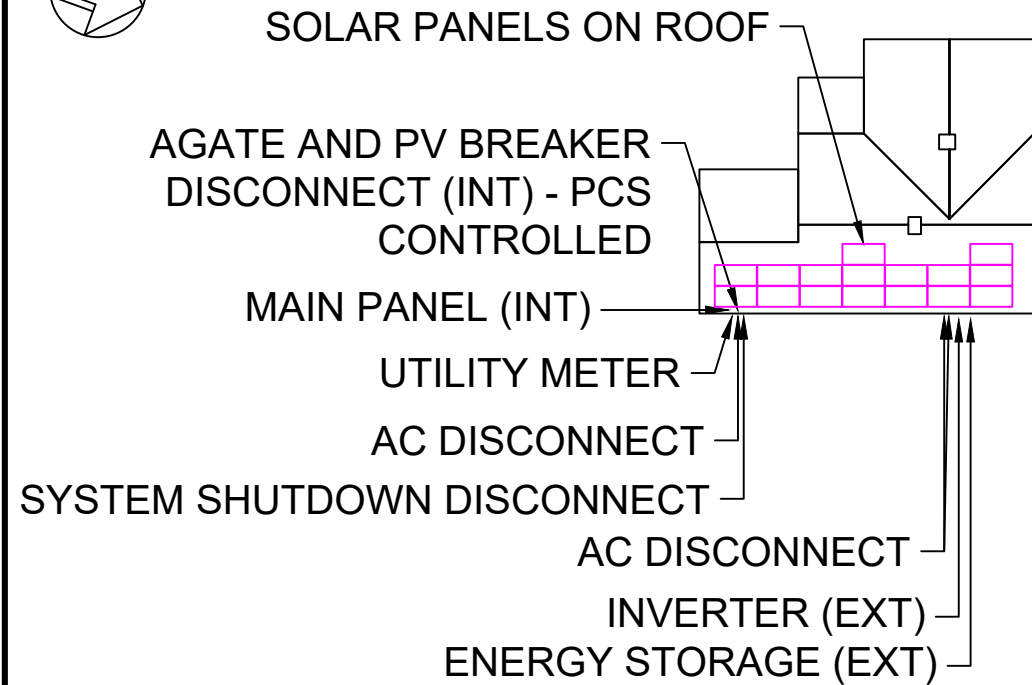 SOLAR PANELS ON ROOF
AGATE AND PV BREAKER
DISCONNECT (INT) - PCS
CONTROLLED
MAIN PANEL (INT)
UTILITY METER
AC DISCONNECT
SYSTEM SHUTDOWN DISCONNECT
AC DISCONNECT
INVERTER (EXT)
ENERGY STORAGE (EXT)